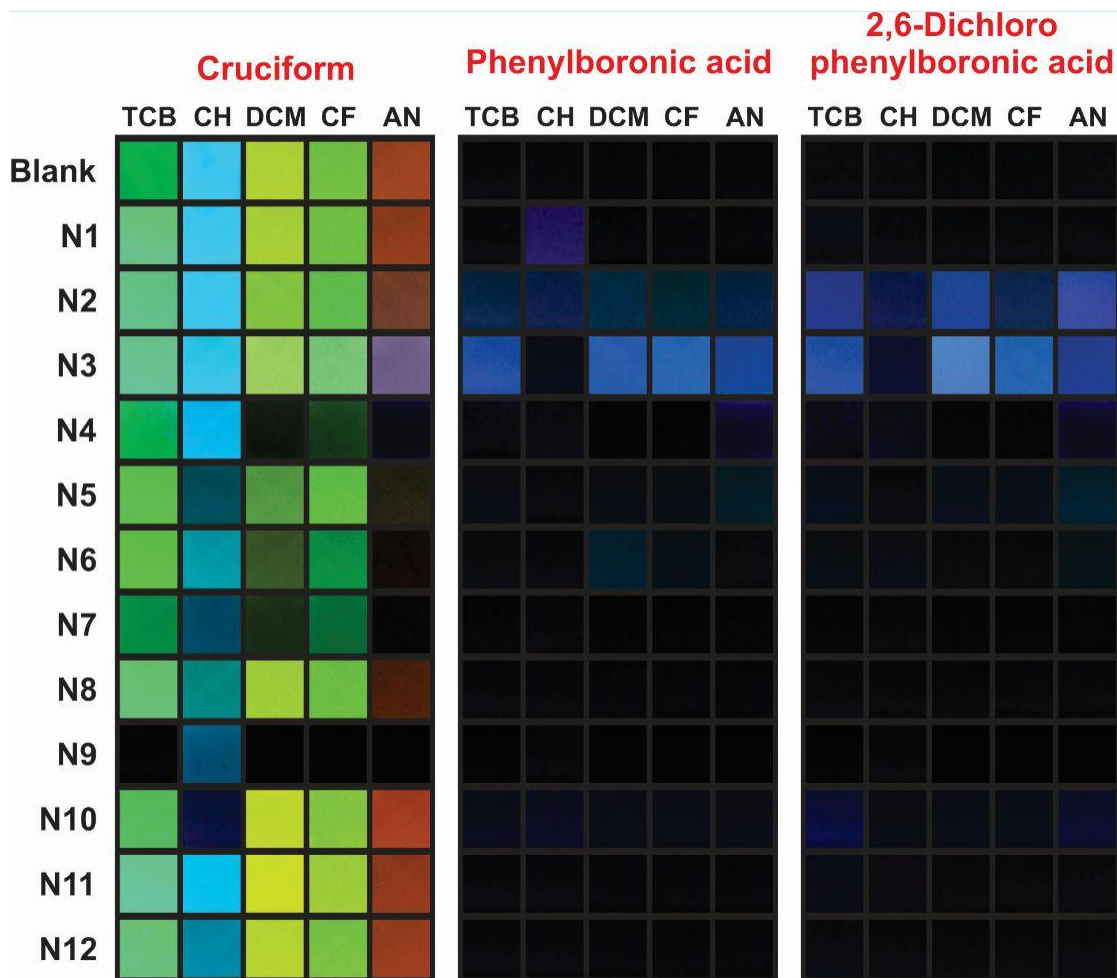 Cruciform
Phenylboronic acid
2,6-Dichloro
phenylboronic acid
TCB CH DCM CF AN
TCB CH DCM CF AN
TCB CH DCM CF AN
Blank
N1
N2
N3
N4
N5
N6
N7
N8
N9
N10
N11
N12